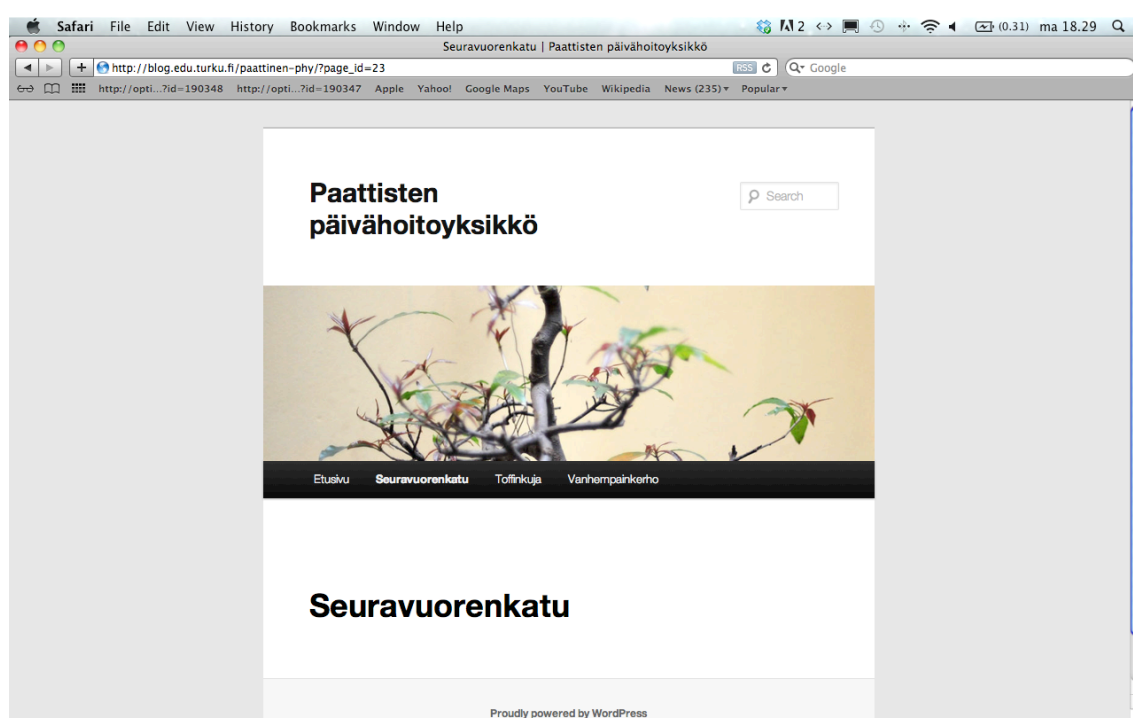 Safari File Edit View History Bookmarks Window Help 2 (0.31) ma 18.29
Seuravuorenkatu | Paattisten päivähoitoyksikkö
http://blog.edu.turku.fi/paattinen-phy/?page_id=23 RSS Google
http://opti...?id=190348 http://opti...?id=190347 Apple Yahoo! Google Maps YouTube Wikipedia News (235) Popular
Paattisten
päivähoitoyksikkö
Search
Etusivu Seuravuorenkatu Toffinkuja Vanhempainkerho
Seuravuorenkatu
Proudly powered by WordPress